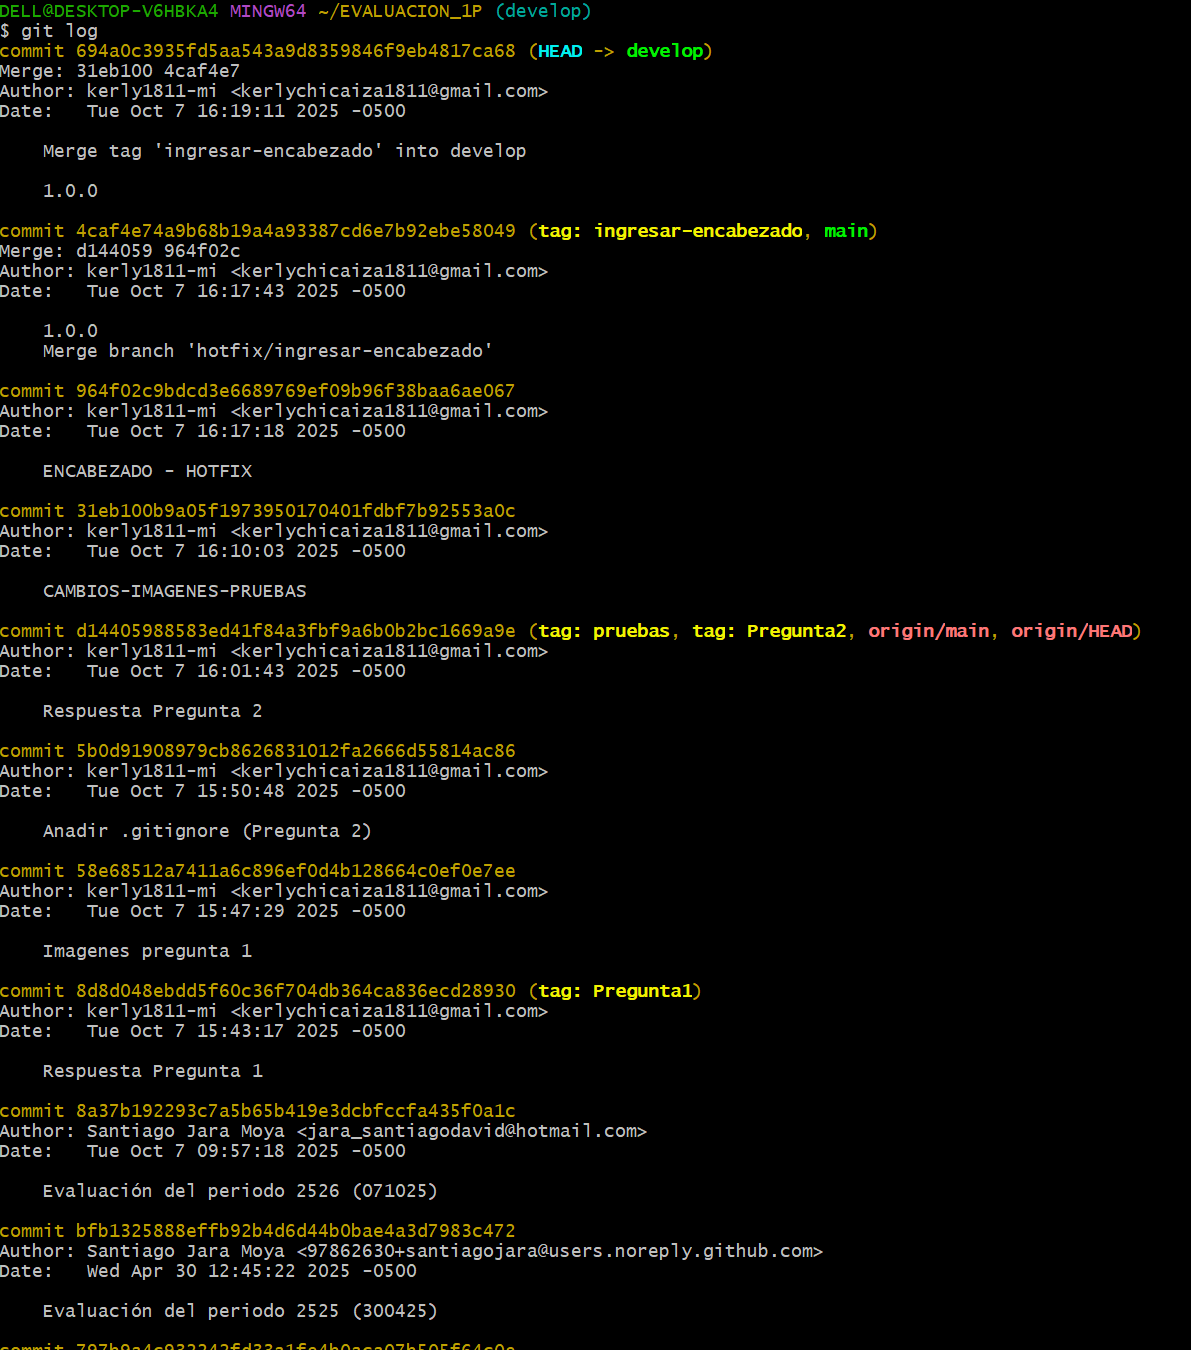 DELL@DESKTOP-V6HBKA4 MINGW64 ~/EVALUACION_1P (develop)
$ git log
commit 694a0c3935fd5aa543a9d8359846f9eb4817ca68 (HEAD -> develop)
Merge: 31eb100 4caf4e7
Author: kerly1811-mi <kerlychicaiza1811@gmail.com>
Date:   Tue Oct 7 16:19:11 2025 -0500

    Merge tag 'ingresar-encabezado' into develop

    1.0.0

commit 4caf4e74a9b68b19a4a93387cd6e7b92ebe58049 (tag: ingresar-encabezado, main)
Merge: d144059 964f02c
Author: kerly1811-mi <kerlychicaiza1811@gmail.com>
Date:   Tue Oct 7 16:17:43 2025 -0500

    1.0.0
    Merge branch 'hotfix/ingresar-encabezado'

commit 964f02c9bdcd3e6689769ef09b96f38baa6ae067
Author: kerly1811-mi <kerlychicaiza1811@gmail.com>
Date:   Tue Oct 7 16:17:18 2025 -0500

    ENCABEZADO - HOTFIX

commit 31eb100b9a05f1973950170401fdbf7b92553a0c
Author: kerly1811-mi <kerlychicaiza1811@gmail.com>
Date:   Tue Oct 7 16:10:03 2025 -0500

    CAMBIOS-IMAGENES-PRUEBAS

commit d14405988583ed41f84a3fbf9a6b0b2bc1669a9e (tag: pruebas, tag: Pregunta2, origin/main, origin/HEAD)
Author: kerly1811-mi <kerlychicaiza1811@gmail.com>
Date:   Tue Oct 7 16:01:43 2025 -0500

    Respuesta Pregunta 2

commit 5b0d91908979cb8626831012fa2666d55814ac86
Author: kerly1811-mi <kerlychicaiza1811@gmail.com>
Date:   Tue Oct 7 15:50:48 2025 -0500

    Anadir .gitignore (Pregunta 2)

commit 58e68512a7411a6c896ef0d4b128664c0ef0e7ee
Author: kerly1811-mi <kerlychicaiza1811@gmail.com>
Date:   Tue Oct 7 15:47:29 2025 -0500

    Imagenes pregunta 1

commit 8d8d048ebdd5f60c36f704db364ca836ecd28930 (tag: Pregunta1)
Author: kerly1811-mi <kerlychicaiza1811@gmail.com>
Date:   Tue Oct 7 15:43:17 2025 -0500

    Respuesta Pregunta 1

commit 8a37b192293c7a5b65b419e3dcbfccfa435f0a1c
Author: Santiago Jara Moya <jara_santiagodavid@hotmail.com>
Date:   Tue Oct 7 09:57:18 2025 -0500

    Evaluación del periodo 2526 (071025)

commit bfb1325888effb92b4d6d44b0bae4a3d7983c472
Author: Santiago Jara Moya <97862630+santiagojara@users.noreply.github.com>
Date:   Wed Apr 30 12:45:22 2025 -0500

    Evaluación del periodo 2525 (300425)

commit